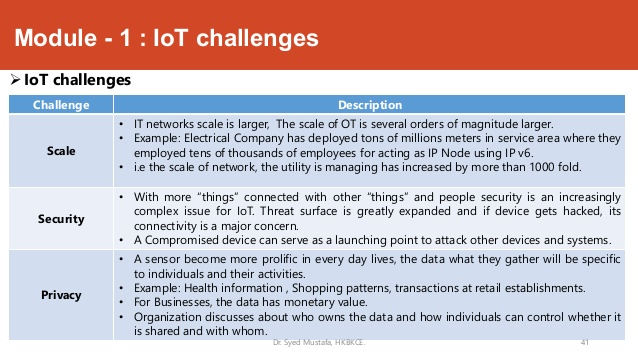 Module - 1 : IoT challenges
➢ IoT challenges
Challenge Description
Scale
• IT networks scale is larger, The scale of OT is several orders of magnitude larger.
• Example: Electrical Company has deployed tons of millions meters in service area where they
employed tens of thousands of employees for acting as IP Node using IP v6.
• i.e the scale of network, the utility is managing has increased by more than 1000 fold.
Security
• With more “things” connected with other “things” and people security is an increasingly
complex issue for IoT. Threat surface is greatly expanded and if device gets hacked, its
connectivity is a major concern.
• A Compromised device can serve as a launching point to attack other devices and systems.
Privacy
• A sensor become more prolific in every day lives, the data what they gather will be specific
to individuals and their activities.
• Example: Health information , Shopping patterns, transactions at retail establishments.
• For Businesses, the data has monetary value.
• Organization discusses about who owns the data and how individuals can control whether it
is shared and with whom.
Dr. Syed Mustafa, HKBKCE. 41